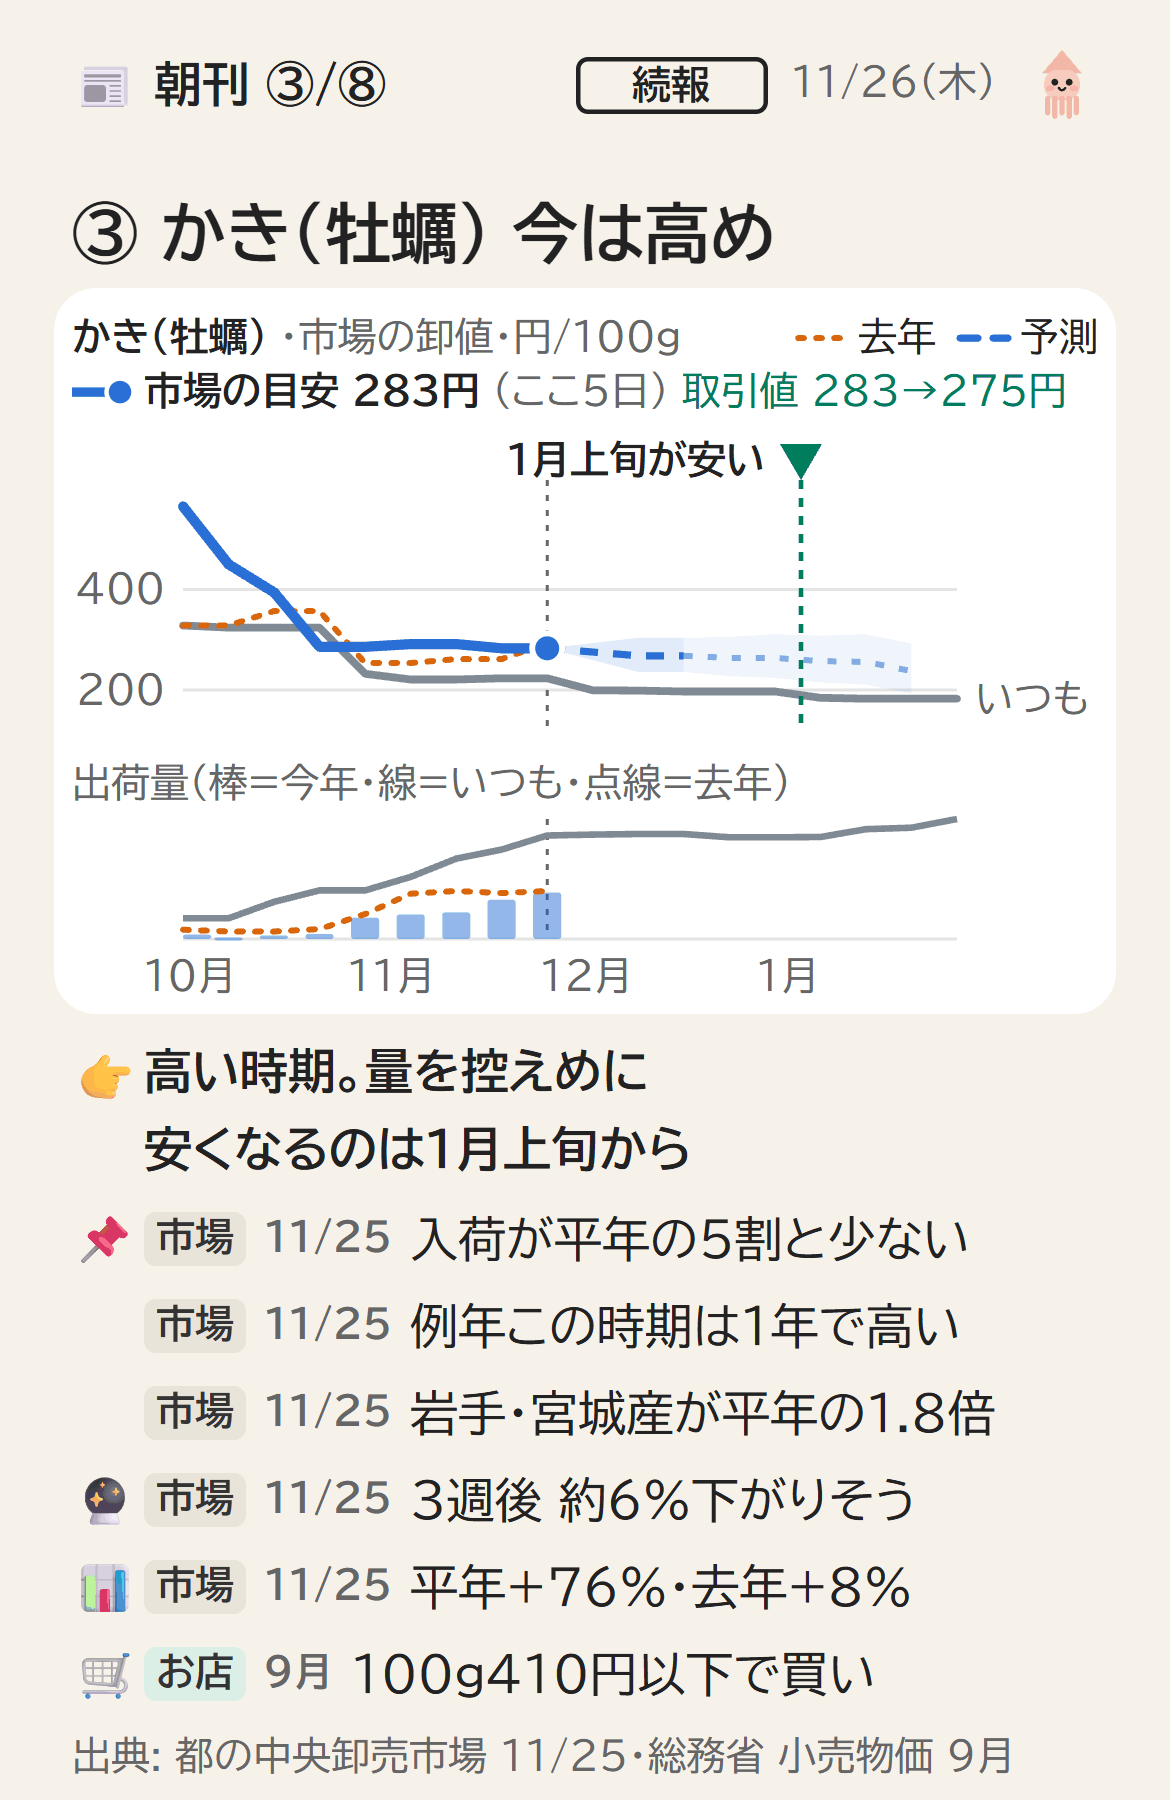 朝刊 ③/⑧ 続報 11/26(木)
③ かき(牡蠣) 今は高め
かき(牡蠣)・市場の卸値・円/100g 去年 予測
市場の目安 283円 (ここ5日) 取引値 283→275円
1月上旬が安い
400
200
いつも
出荷量(棒=今年・線=いつも・点線=去年)
10月 11月 12月 1月
高い時期。量を控えめに
安くなるのは1月上旬から
市場 11/25 入荷が平年の5割と少ない
市場 11/25 例年この時期は1年で高い
市場 11/25 岩手・宮城産が平年の1.8倍
市場 11/25 3週後 約6%下がりそう
市場 11/25 平年+76%・去年+8%
お店 9月 100g410円以下で買い
出典: 都の中央卸売市場 11/25・総務省 小売物価 9月